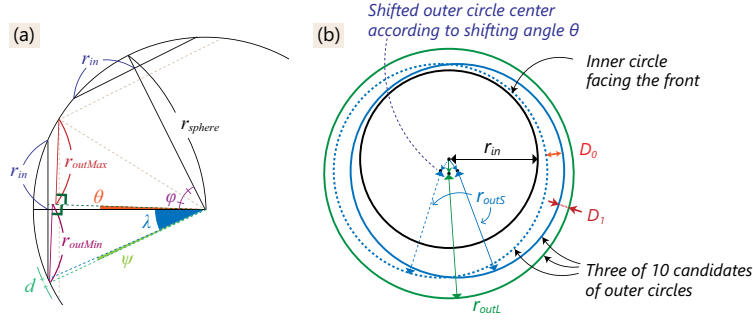 (a)
r_in
r_sphere
r_in
r_outMax
θ
φ
λ
r_outMin
ψ
d
(b)
Shifted outer circle center
according to shifting angle θ
Inner circle
facing the front
r_in
D_0
r_outS
D_1
Three of 10 candidates
of outer circles
r_outL